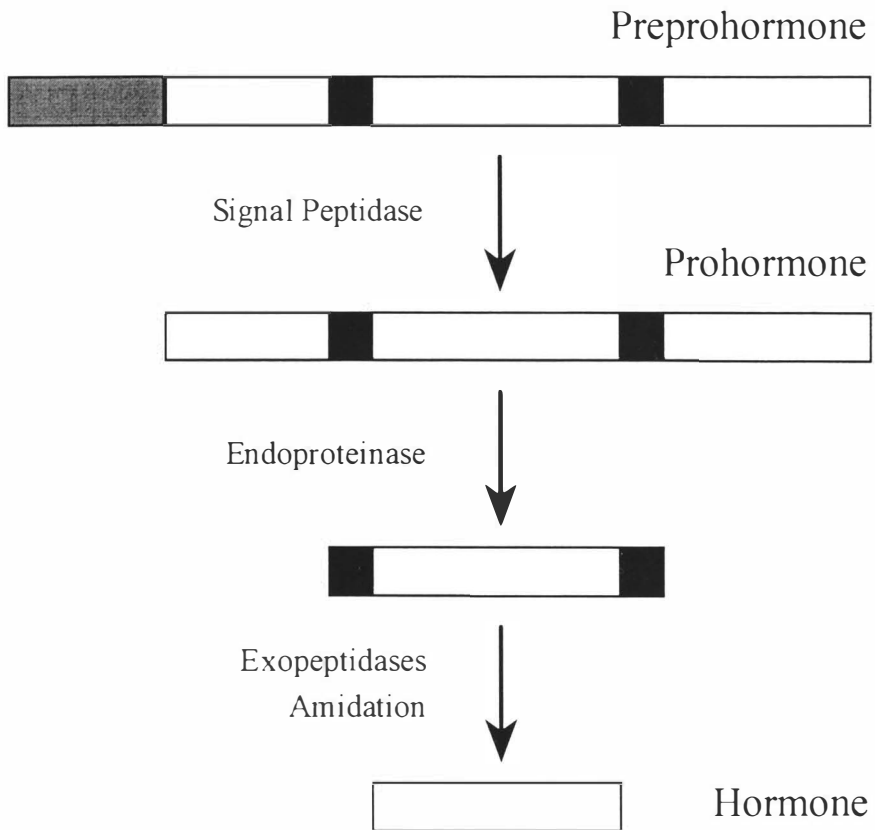 Preprohormone
Signal Peptidase
Prohormone
Endoproteinase
Exopeptidases
Amidation
Hormone